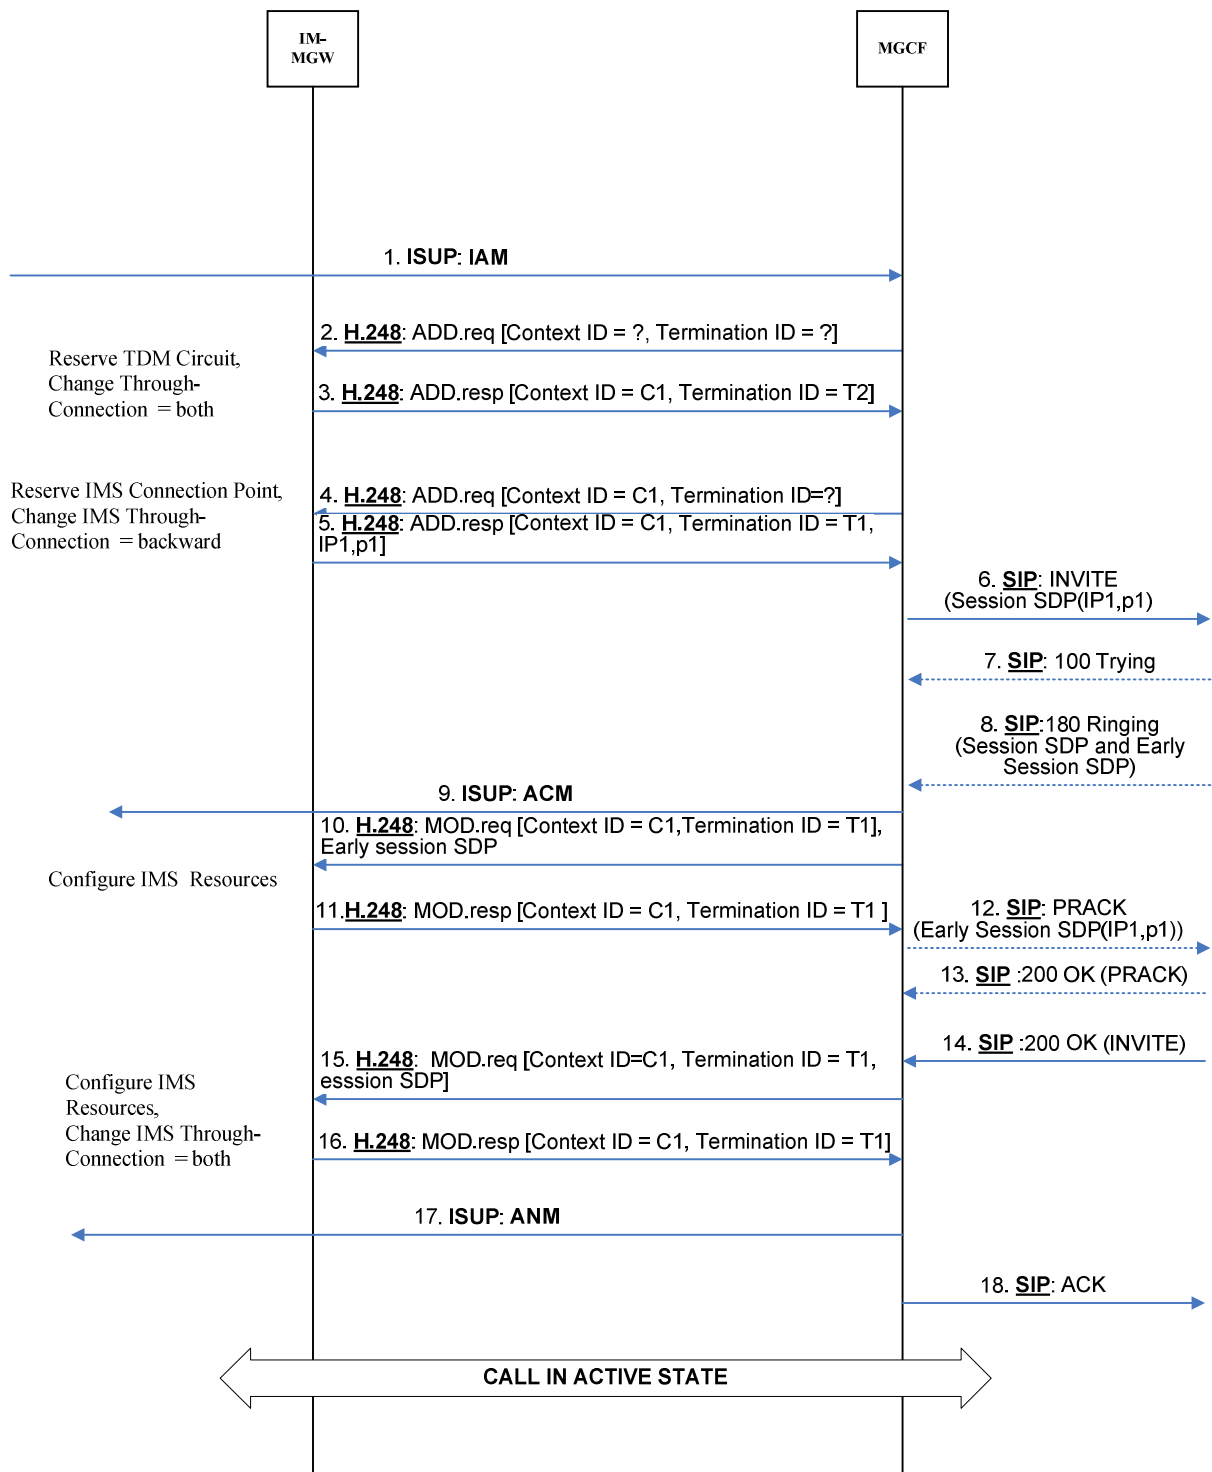 IM-
MGW
MGCF
1. ISUP: IAM
2. H.248: ADD.req [Context ID = ?, Termination ID = ?]
Reserve TDM Circuit,
Change Through-
Connection = both
3. H.248: ADD.resp [Context ID = C1, Termination ID = T2]
Reserve IMS Connection Point,
Change IMS Through-
Connection = backward
4. H.248: ADD.req [Context ID = C1, Termination ID=?]
5. H.248: ADD.resp [Context ID = C1, Termination ID = T1,
IP1,p1]
6. SIP: INVITE
(Session SDP(IP1,p1)
7. SIP: 100 Trying
8. SIP:180 Ringing
(Session SDP and Early
Session SDP)
9. ISUP: ACM
10. H.248: MOD.req [Context ID = C1,Termination ID = T1],
Early session SDP
Configure IMS Resources
11.H.248: MOD.resp [Context ID = C1, Termination ID = T1 ]
12. SIP: PRACK
(Early Session SDP(IP1,p1))
13. SIP :200 OK (PRACK)
14. SIP :200 OK (INVITE)
15. H.248: MOD.req [Context ID=C1, Termination ID = T1,
esssion SDP]
Configure IMS
Resources,
Change IMS Through-
Connection = both
16. H.248: MOD.resp [Context ID = C1, Termination ID = T1]
17. ISUP: ANM
18. SIP: ACK
CALL IN ACTIVE STATE